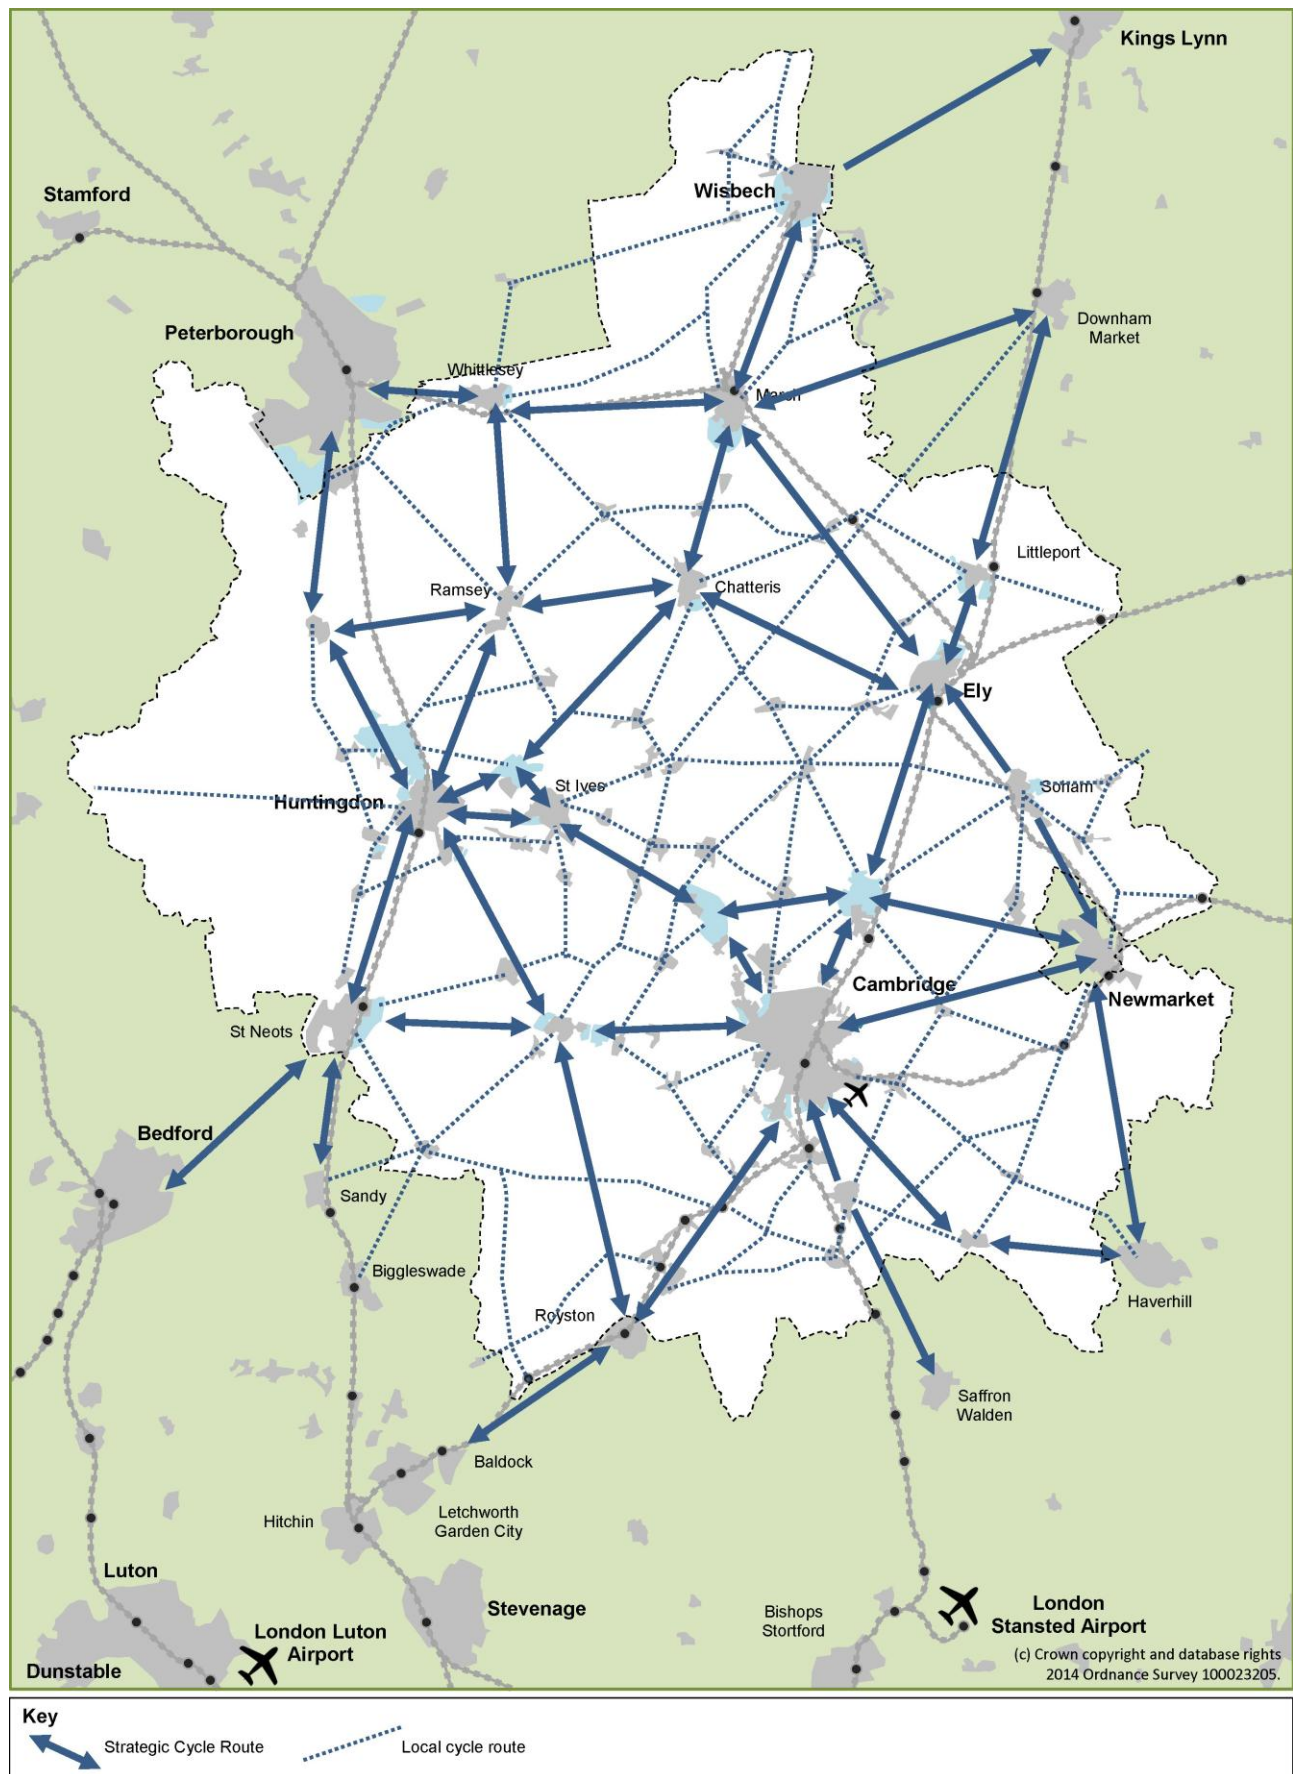 Kings Lynn
Wisbech
Stamford
Peterborough
Downham
Market
Whittlesey
March
Littleport
Ramsey
Chatteris
Ely
St Ives
Soham
Huntingdon
Cambridge
Newmarket
St Neots
Bedford
Sandy
Biggleswade
Haverhill
Royston
Saffron
Walden
Baldock
Letchworth
Garden City
Hitchin
Luton
Stevenage
London Luton
Airport
Bishops
Stortford
London
Stansted Airport
Dunstable
(c) Crown copyright and database rights
2014 Ordnance Survey 100023205.
Key
Strategic Cycle Route
Local cycle route